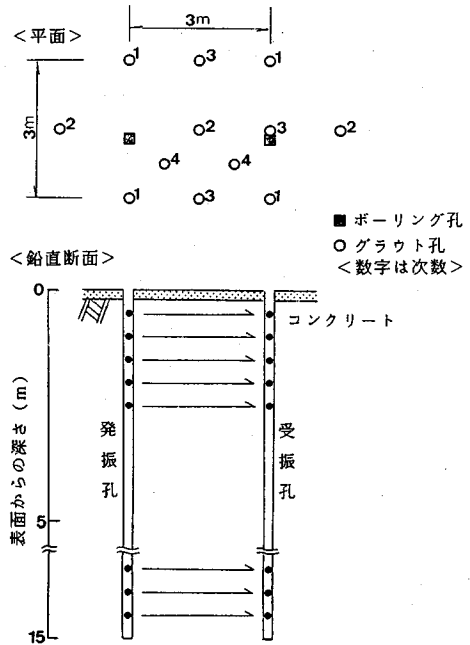 ＜平面＞
3m
1 3 1
3m
2 2 3 2
4 4
1 3 1
■ ボーリング孔
○ グラウト孔
＜数字は次数＞
＜鉛直断面＞
0
コンクリート
表面からの深さ（m）
発振孔
受振孔
5
15